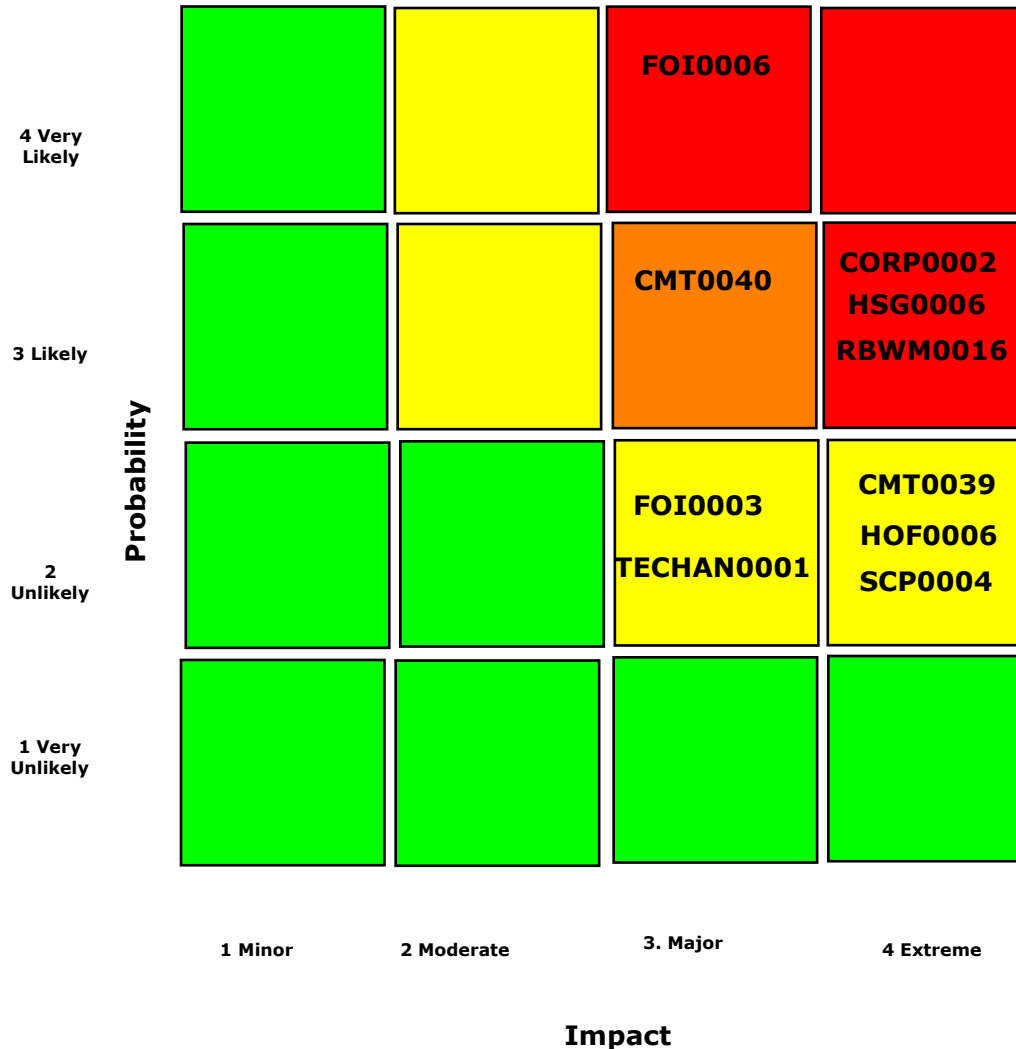 FOI0006
4 Very
Likely
CMT0040
CORP0002
HSG0006
RBWM0016
3 Likely
Probability
FOI0003
TECHAN0001
CMT0039
HOF0006
SCP0004
2
Unlikely
1 Very
Unlikely
1 Minor
2 Moderate
3. Major
4 Extreme
Impact